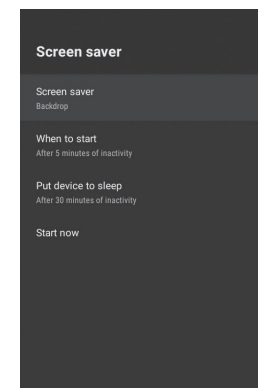 Screen saver
Screen saver
Backdrop
When to start
After 5 minutes of inactivity
Put device to sleep
After 30 minutes of inactivity
Start now